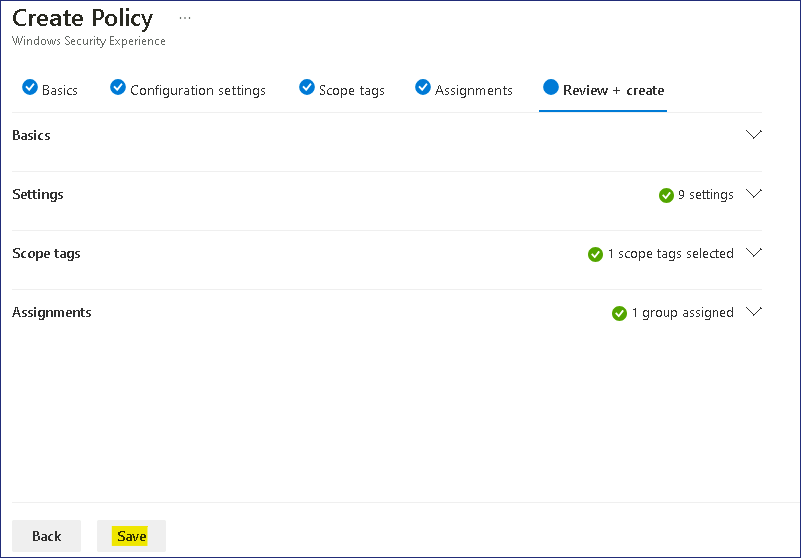 Create Policy ...
Windows Security Experience
Basics Configuration settings Scope tags Assignments Review + create
Basics
Settings 9 settings
Scope tags 1 scope tags selected
Assignments 1 group assigned
Back Save